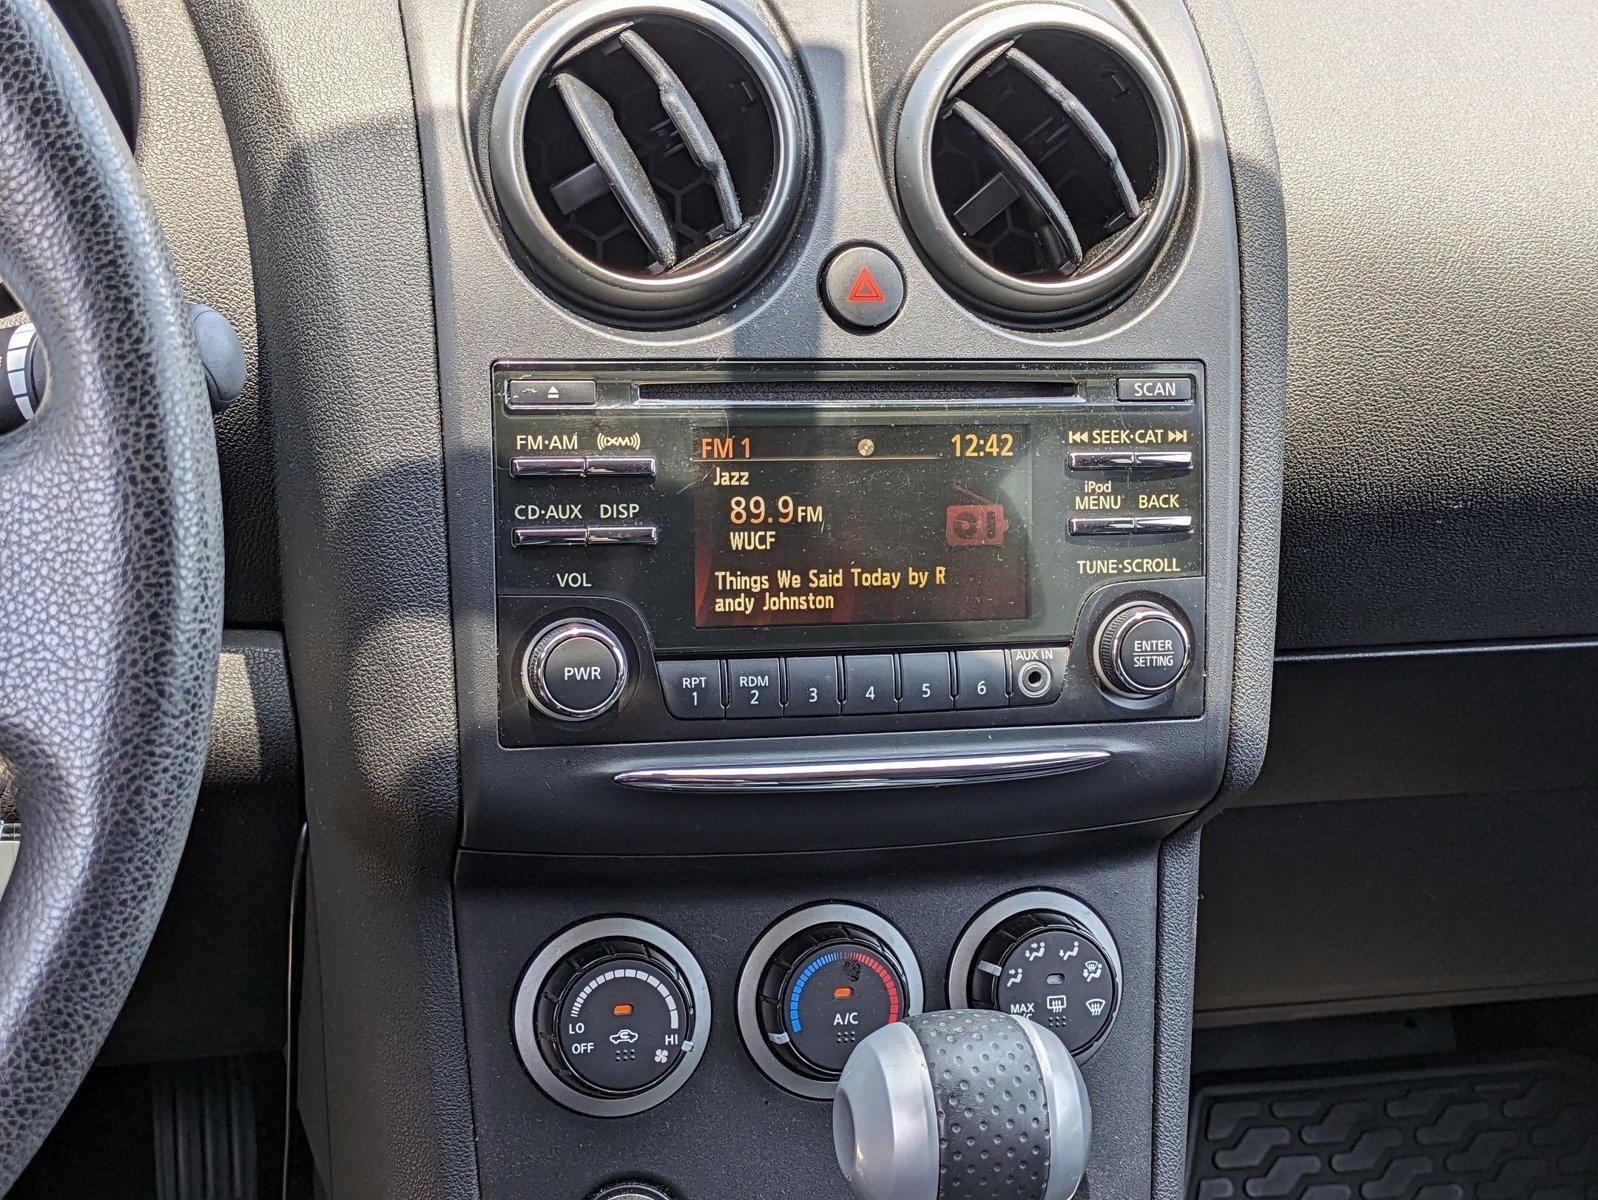 SCAN
FM·AM ((XM)) SEEK·CAT
FM 1 12:42
Jazz
89.9FM
WUCF
Things We Said Today by R
andy Johnston
CD·AUX DISP
iPod
MENU BACK
VOL
TUNE·SCROLL
PWR
RPT
1
RDM
2
3
4
5
6
AUX IN
ENTER
SETTING
LO
OFF
HI
A/C
MAX
A/C